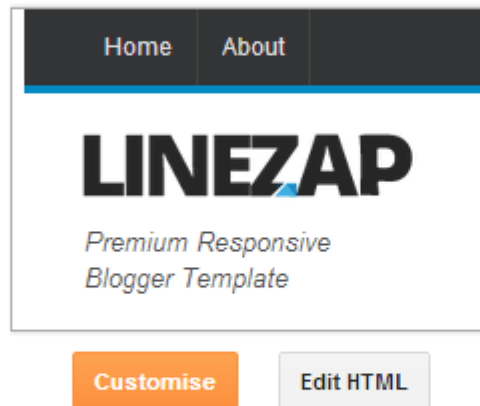 Home About
LINEZAP
Premium Responsive
Blogger Template
Customise Edit HTML